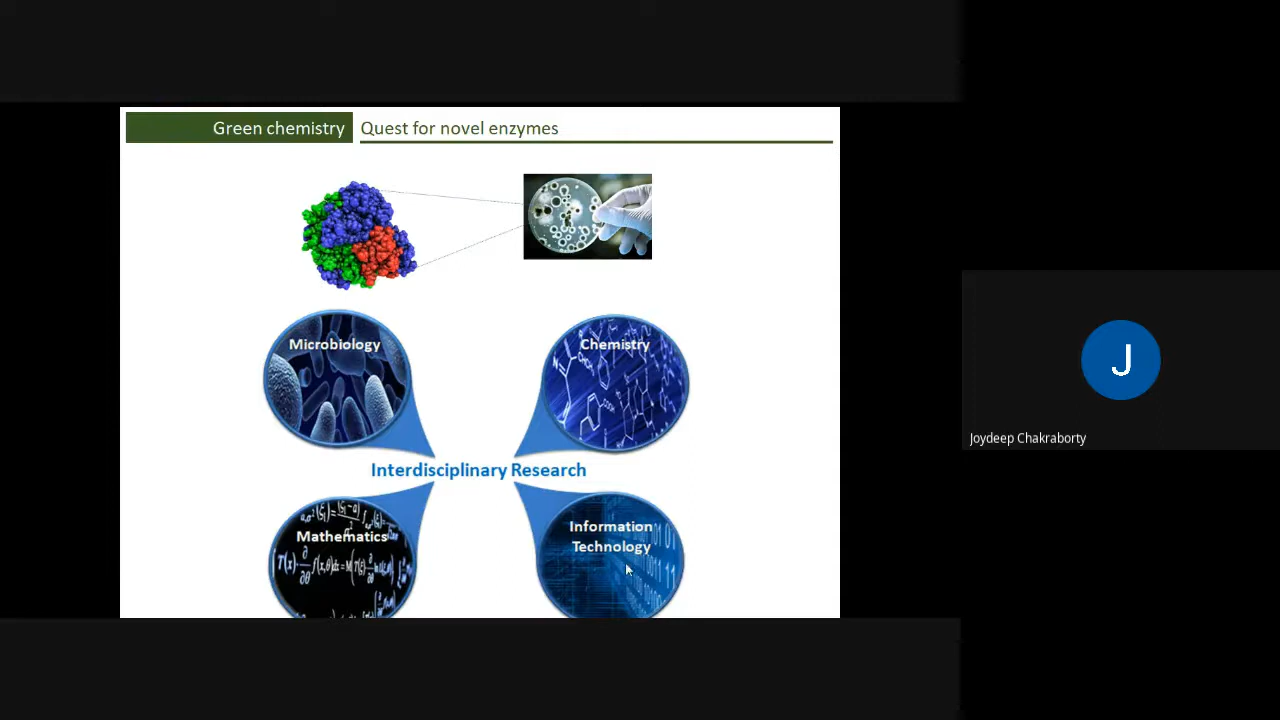 Green chemistry
Quest for novel enzymes
Microbiology
Chemistry
Interdisciplinary Research
Mathematics
Information
Technology
J
Joydeep Chakraborty